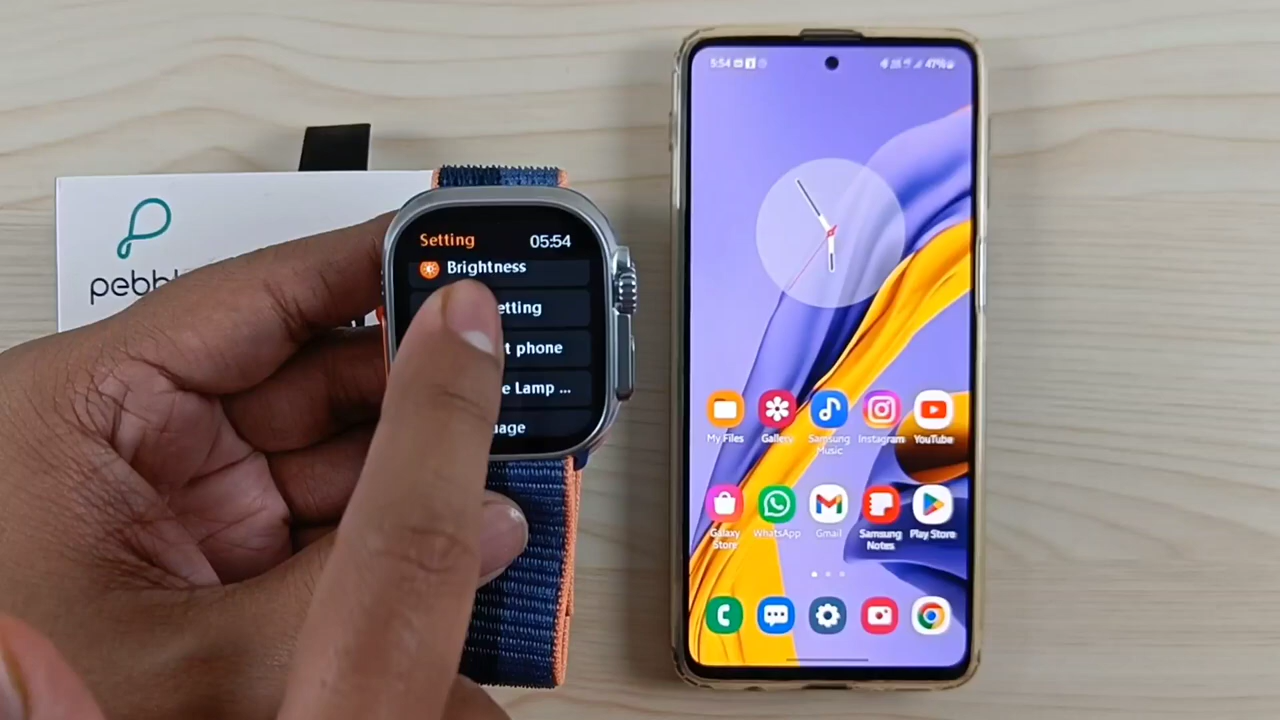 pebbl
Setting 05:54
Brightness
etting
t phone
e Lamp ...
uage
5:54
47%
My Files
Gallery
Samsung Music
Instagram
YouTube
Galaxy Store
WhatsApp
Gmail
Samsung Notes
Play Store